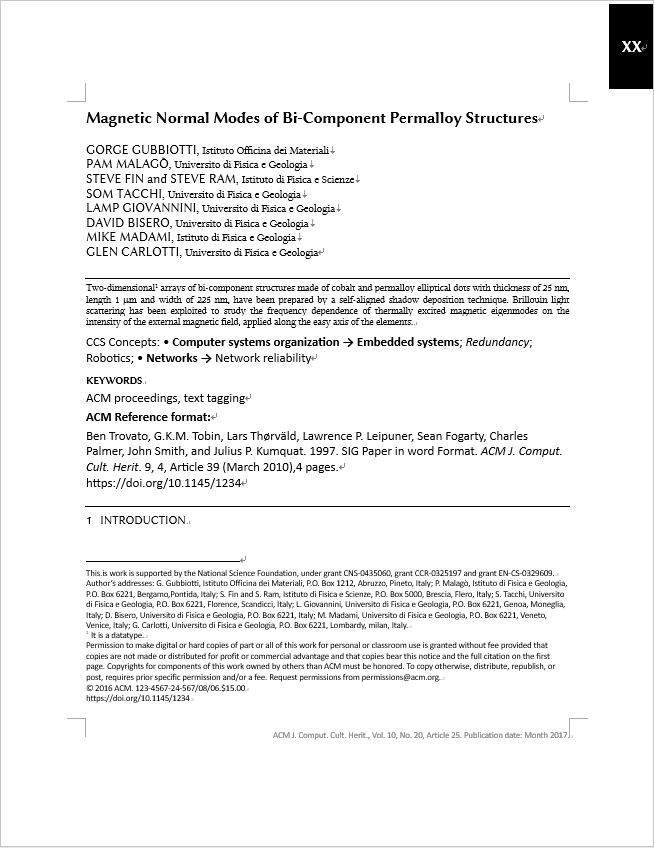 XX
Magnetic Normal Modes of Bi-Component Permalloy Structures
GORGE GUBBIOTTI, Istituto Officina dei Materiali
PAM MALAGÒ, Universito di Fisica e Geologia
STEVE FIN and STEVE RAM, Istituto di Fisica e Scienze
SOM TACCHI, Universito di Fisica e Geologia
LAMP GIOVANNINI, Universito di Fisica e Geologia
DAVID BISERO, Universito di Fisica e Geologia
MIKE MADAMI, Istituto di Fisica e Geologia
GLEN CARLOTTI, Universito di Fisica e Geologia
Two-dimensional¹ arrays of bi-component structures made of cobalt and permalloy elliptical dots with thickness of 25 nm,
length 1 µm and width of 225 nm, have been prepared by a self-aligned shadow deposition technique. Brillouin light
scattering has been exploited to study the frequency dependence of thermally excited magnetic eigenmodes on the
intensity of the external magnetic field, applied along the easy axis of the elements.
CCS Concepts: • Computer systems organization → Embedded systems; Redundancy;
Robotics; • Networks → Network reliability
KEYWORDS
ACM proceedings, text tagging
ACM Reference format:
Ben Trovato, G.K.M. Tobin, Lars Thørväld, Lawrence P. Leipuner, Sean Fogarty, Charles
Palmer, John Smith, and Julius P. Kumquat. 1997. SIG Paper in word Format. ACM J. Comput.
Cult. Herit. 9, 4, Article 39 (March 2010),4 pages.
https://doi.org/10.1145/1234
1 INTRODUCTION
This.is work is supported by the National Science Foundation, under grant CNS-0435060, grant CCR-0325197 and grant EN-CS-0329609.
Author's addresses: G. Gubbiotti, Istituto Officina dei Materiali, P.O. Box 1212, Abruzzo, Pineto, Italy; P. Malagò, Istituto di Fisica e Geologia,
P.O. Box 6221, Bergamo,Pontida, Italy; S. Fin and S. Ram, Istituto di Fisica e Scienze, P.O. Box 5000, Brescia, Flero, Italy; S. Tacchi, Universito
di Fisica e Geologia, P.O. Box 6221, Florence, Scandicci, Italy; L. Giovannini, Universito di Fisica e Geologia, P.O. Box 6221, Genoa, Moneglia,
Italy; D. Bisero, Universito di Fisica e Geologia, P.O. Box 6221, Italy; M. Madami, Universito di Fisica e Geologia, P.O. Box 6221, Veneto,
Venice, Italy; G. Carlotti, Universito di Fisica e Geologia, P.O. Box 6221, Lombardy, milan, Italy.
¹ It is a datatype.
Permission to make digital or hard copies of part or all of this work for personal or classroom use is granted without fee provided that
copies are not made or distributed for profit or commercial advantage and that copies bear this notice and the full citation on the first
page. Copyrights for components of this work owned by others than ACM must be honored. To copy otherwise, distribute, republish, or
post, requires prior specific permission and/or a fee. Request permissions from permissions@acm.org.
© 2016 ACM. 123-4567-24-567/08/06.$15.00
https://doi.org/10.1145/1234
ACM J. Comput. Cult. Herit., Vol. 10, No. 20, Article 25. Publication date: Month 2017.